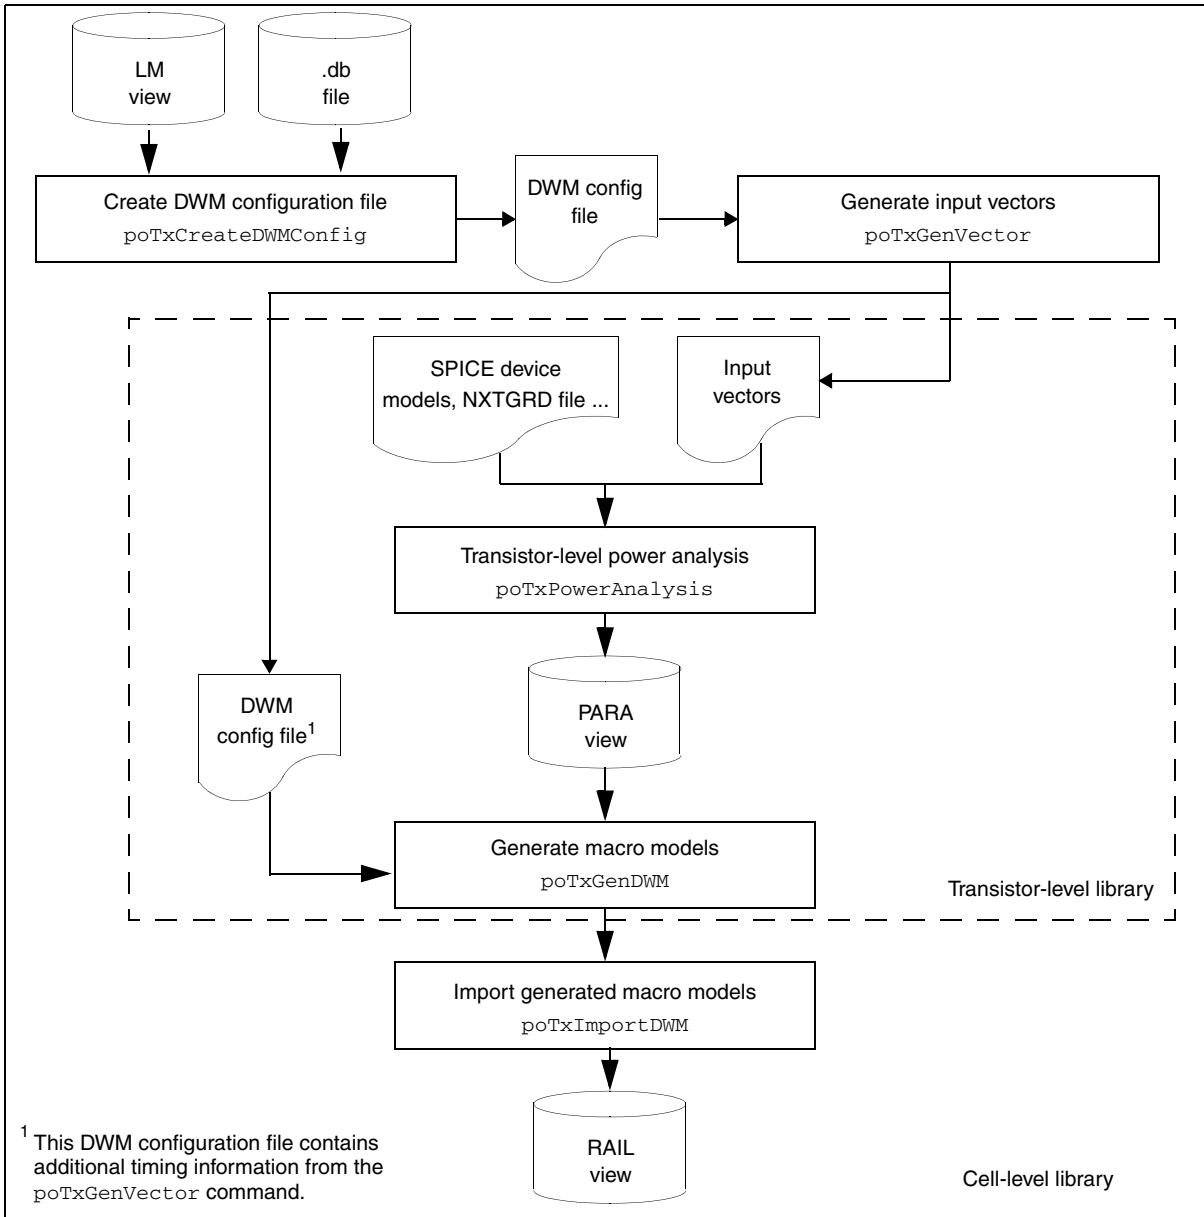 LM
view
.db
file
Create DWM configuration file
poTxCreateDWMConfig
DWM config
file
Generate input vectors
poTxGenVector
SPICE device
models, NXTGRD file ...
Input
vectors
Transistor-level power analysis
poTxPowerAnalysis
DWM
config file1
PARA
view
Generate macro models
poTxGenDWM
Transistor-level library
Import generated macro models
poTxImportDWM
RAIL
view
1 This DWM configuration file contains
additional timing information from the
poTxGenVector command.
Cell-level library